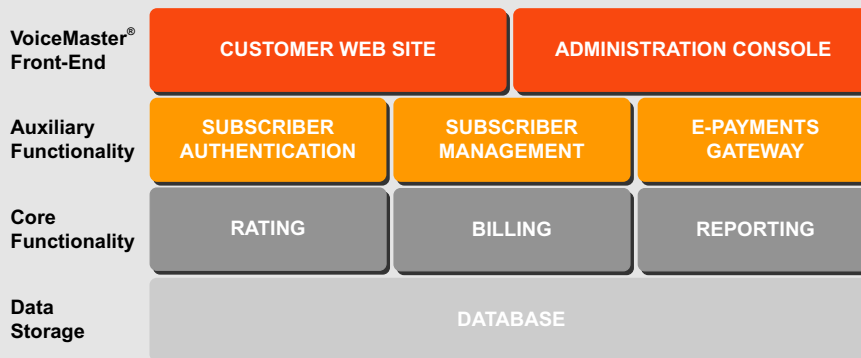 VoiceMaster®
Front-End
CUSTOMER WEB SITE
ADMINISTRATION CONSOLE
Auxiliary
Functionality
SUBSCRIBER
AUTHENTICATION
SUBSCRIBER
MANAGEMENT
E-PAYMENTS
GATEWAY
Core
Functionality
RATING
BILLING
REPORTING
Data
Storage
DATABASE